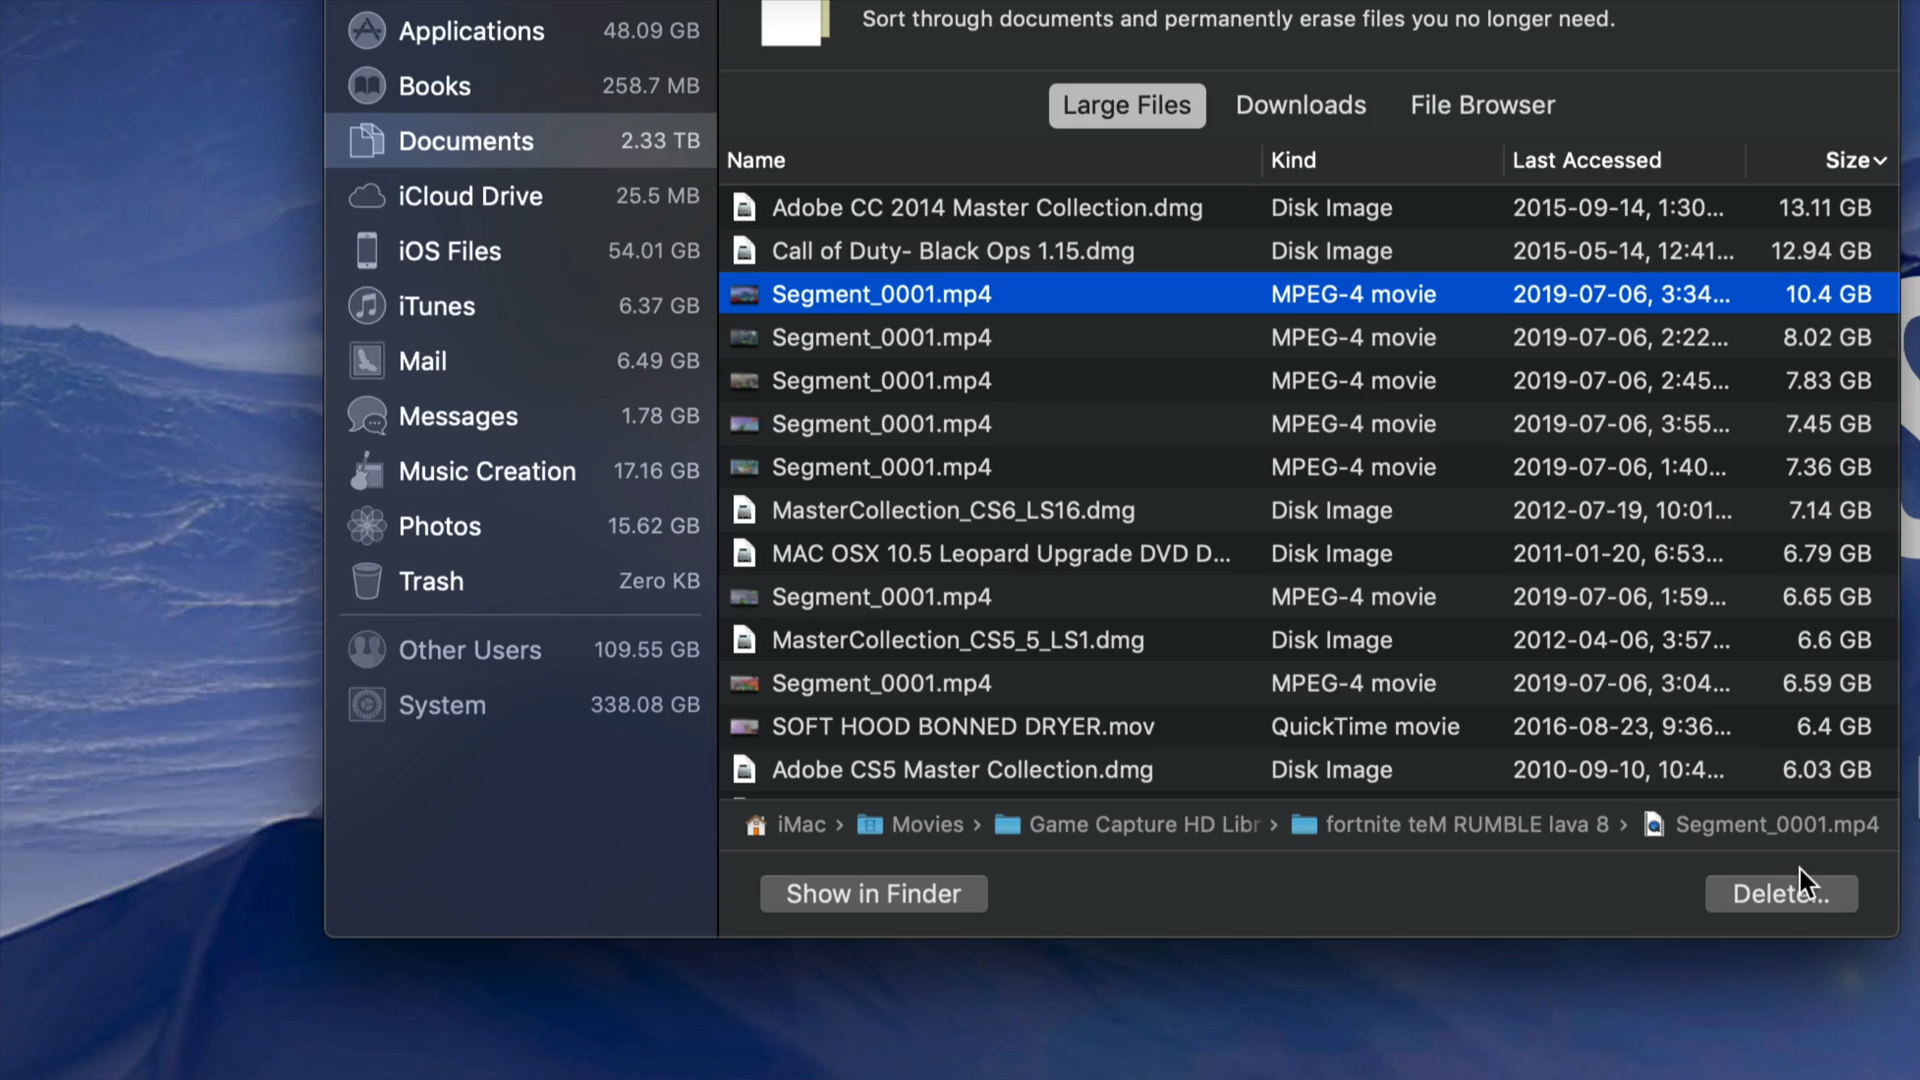 Sort through documents and permanently erase files you no longer need.
Applications 48.09 GB
Books 258.7 MB
Documents 2.33 TB
iCloud Drive 25.5 MB
iOS Files 54.01 GB
iTunes 6.37 GB
Mail 6.49 GB
Messages 1.78 GB
Music Creation 17.16 GB
Photos 15.62 GB
Trash Zero KB
Other Users 109.55 GB
System 338.08 GB
Large Files Downloads File Browser
Name Kind Last Accessed Size
Adobe CC 2014 Master Collection.dmg Disk Image 2015-09-14, 1:30... 13.11 GB
Call of Duty- Black Ops 1.15.dmg Disk Image 2015-05-14, 12:41... 12.94 GB
Segment_0001.mp4 MPEG-4 movie 2019-07-06, 3:34... 10.4 GB
Segment_0001.mp4 MPEG-4 movie 2019-07-06, 2:22... 8.02 GB
Segment_0001.mp4 MPEG-4 movie 2019-07-06, 2:45... 7.83 GB
Segment_0001.mp4 MPEG-4 movie 2019-07-06, 3:55... 7.45 GB
Segment_0001.mp4 MPEG-4 movie 2019-07-06, 1:40... 7.36 GB
MasterCollection_CS6_LS16.dmg Disk Image 2012-07-19, 10:01... 7.14 GB
MAC OSX 10.5 Leopard Upgrade DVD D... Disk Image 2011-01-20, 6:53... 6.79 GB
Segment_0001.mp4 MPEG-4 movie 2019-07-06, 1:59... 6.65 GB
MasterCollection_CS5_5_LS1.dmg Disk Image 2012-04-06, 3:57... 6.6 GB
Segment_0001.mp4 MPEG-4 movie 2019-07-06, 3:04... 6.59 GB
SOFT HOOD BONNED DRYER.mov QuickTime movie 2016-08-23, 9:36... 6.4 GB
Adobe CS5 Master Collection.dmg Disk Image 2010-09-10, 10:4... 6.03 GB
iMac › Movies › Game Capture HD Libr › fortnite teM RUMBLE lava 8 › Segment_0001.mp4
Show in Finder Delete...